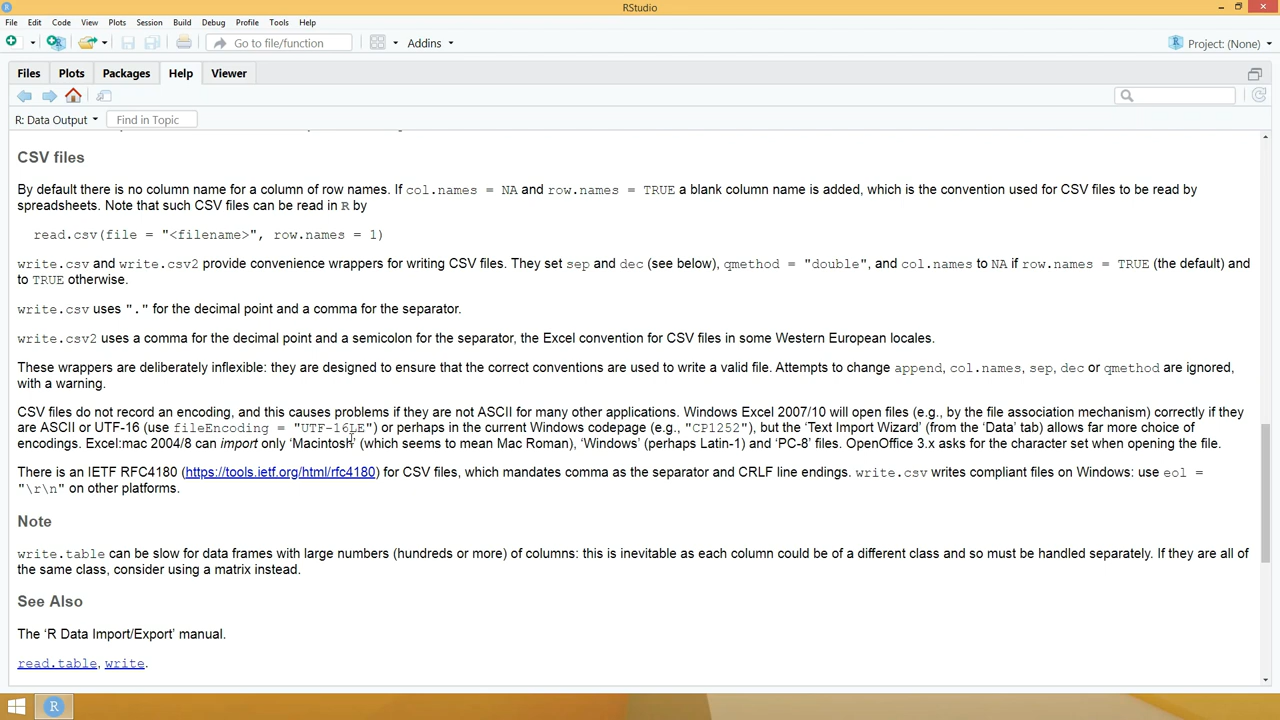 RStudio
File Edit Code View Plots Session Build Debug Profile Tools Help
Go to file/function Addins Project: (None)
Files Plots Packages Help Viewer
R: Data Output Find in Topic
CSV files
By default there is no column name for a column of row names. If col.names = NA and row.names = TRUE a blank column name is added, which is the convention used for CSV files to be read by
spreadsheets. Note that such CSV files can be read in R by
read.csv(file = "<filename>", row.names = 1)
write.csv and write.csv2 provide convenience wrappers for writing CSV files. They set sep and dec (see below), qmethod = "double", and col.names to NA if row.names = TRUE (the default) and
to TRUE otherwise.
write.csv uses "." for the decimal point and a comma for the separator.
write.csv2 uses a comma for the decimal point and a semicolon for the separator, the Excel convention for CSV files in some Western European locales.
These wrappers are deliberately inflexible: they are designed to ensure that the correct conventions are used to write a valid file. Attempts to change append, col.names, sep, dec or qmethod are ignored,
with a warning.
CSV files do not record an encoding, and this causes problems if they are not ASCII for many other applications. Windows Excel 2007/10 will open files (e.g., by the file association mechanism) correctly if they
are ASCII or UTF-16 (use fileEncoding = "UTF-16LE") or perhaps in the current Windows codepage (e.g., "CP1252"), but the ‘Text Import Wizard’ (from the ‘Data’ tab) allows far more choice of
encodings. Excel:mac 2004/8 can import only ‘Macintosh’ (which seems to mean Mac Roman), ‘Windows’ (perhaps Latin-1) and ‘PC-8’ files. OpenOffice 3.x asks for the character set when opening the file.
There is an IETF RFC4180 (https://tools.ietf.org/html/rfc4180) for CSV files, which mandates comma as the separator and CRLF line endings. write.csv writes compliant files on Windows: use eol =
"\r\n" on other platforms.
Note
write.table can be slow for data frames with large numbers (hundreds or more) of columns: this is inevitable as each column could be of a different class and so must be handled separately. If they are all of
the same class, consider using a matrix instead.
See Also
The ‘R Data Import/Export’ manual.
read.table, write.